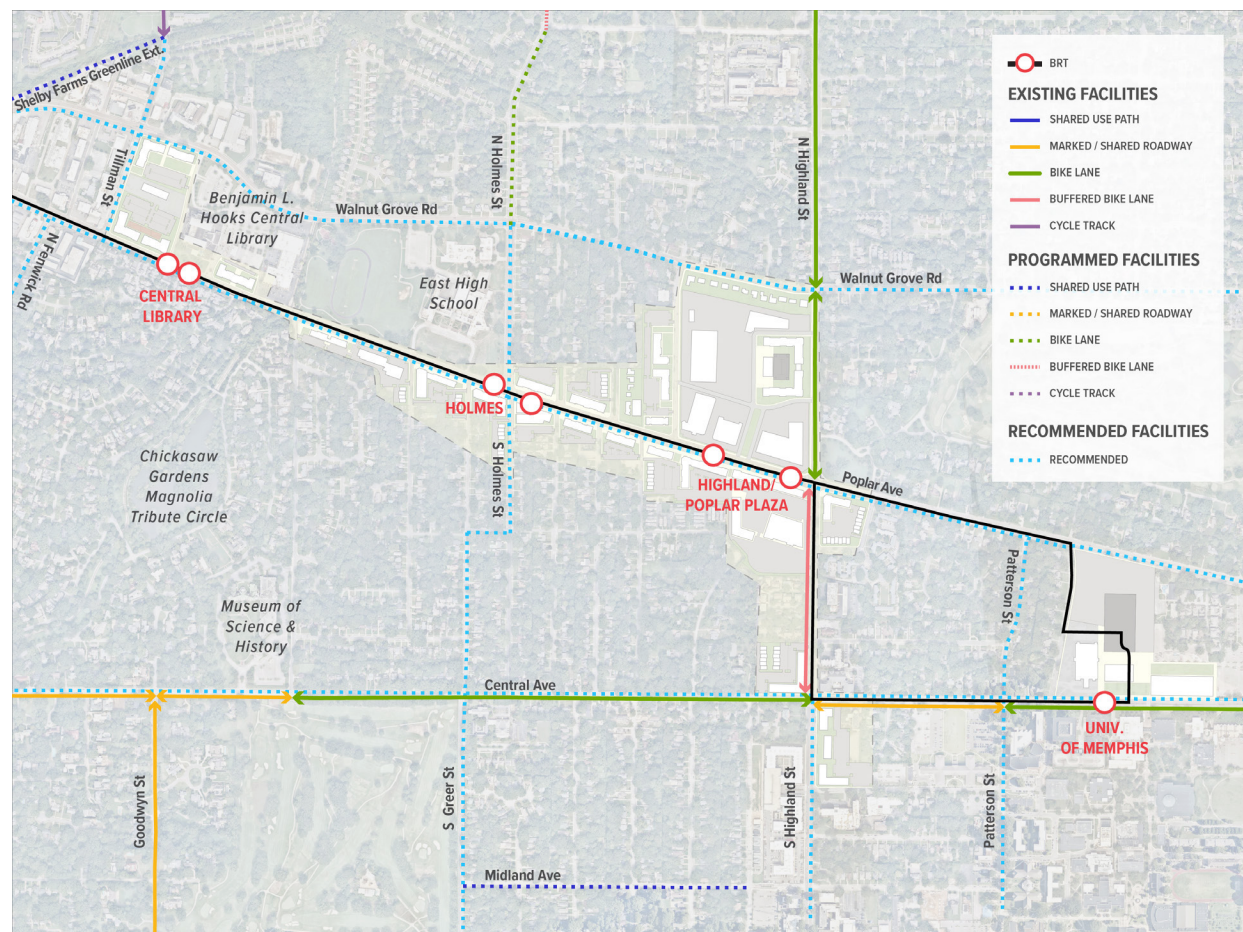 Shelby Farms Greenline Ext.
Tillman St
N Fenwick Rd
Benjamin L.
Hooks Central
Library
Walnut Grove Rd
N Holmes St
N Highland St
East High
School
Walnut Grove Rd
CENTRAL
LIBRARY
HOLMES
S Holmes St
HIGHLAND/
POPLAR PLAZA
Poplar Ave
Chickasaw
Gardens
Magnolia
Tribute Circle
Museum of
Science &
History
Patterson St
Central Ave
UNIV.
OF MEMPHIS
Goodwyn St
S Greer St
S Highland St
Patterson St
Midland Ave
BRT
EXISTING FACILITIES
SHARED USE PATH
MARKED / SHARED ROADWAY
BIKE LANE
BUFFERED BIKE LANE
CYCLE TRACK
PROGRAMMED FACILITIES
SHARED USE PATH
MARKED / SHARED ROADWAY
BIKE LANE
BUFFERED BIKE LANE
CYCLE TRACK
RECOMMENDED FACILITIES
RECOMMENDED